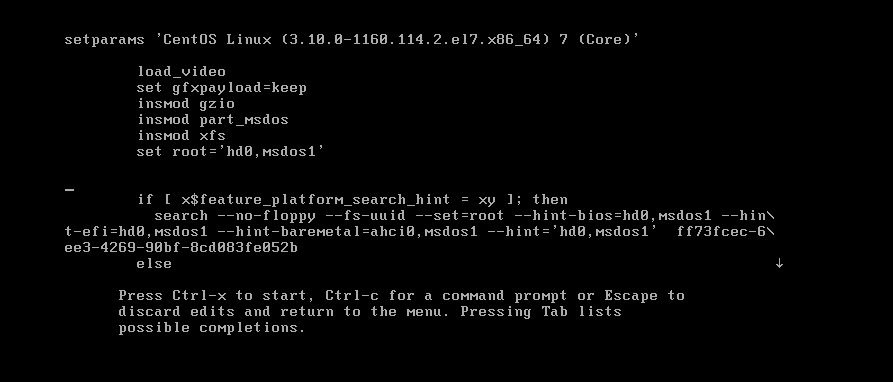 setparams 'CentOS Linux (3.10.0-1160.114.2.el7.x86_64) 7 (Core)'
load_video
set gfxpayload=keep
insmod gzio
insmod part_msdos
insmod xfs
set root='hd0,msdos1'
_
if [ x$feature_platform_search_hint = xy ]; then
search --no-floppy --fs-uuid --set=root --hint-bios=hd0,msdos1 --hin\
t-efi=hd0,msdos1 --hint-baremetal=ahci0,msdos1 --hint='hd0,msdos1'  ff73fcec-6\
ee3-4269-90bf-8cd083fe052b
else ↓
Press Ctrl-x to start, Ctrl-c for a command prompt or Escape to
discard edits and return to the menu. Pressing Tab lists
possible completions.